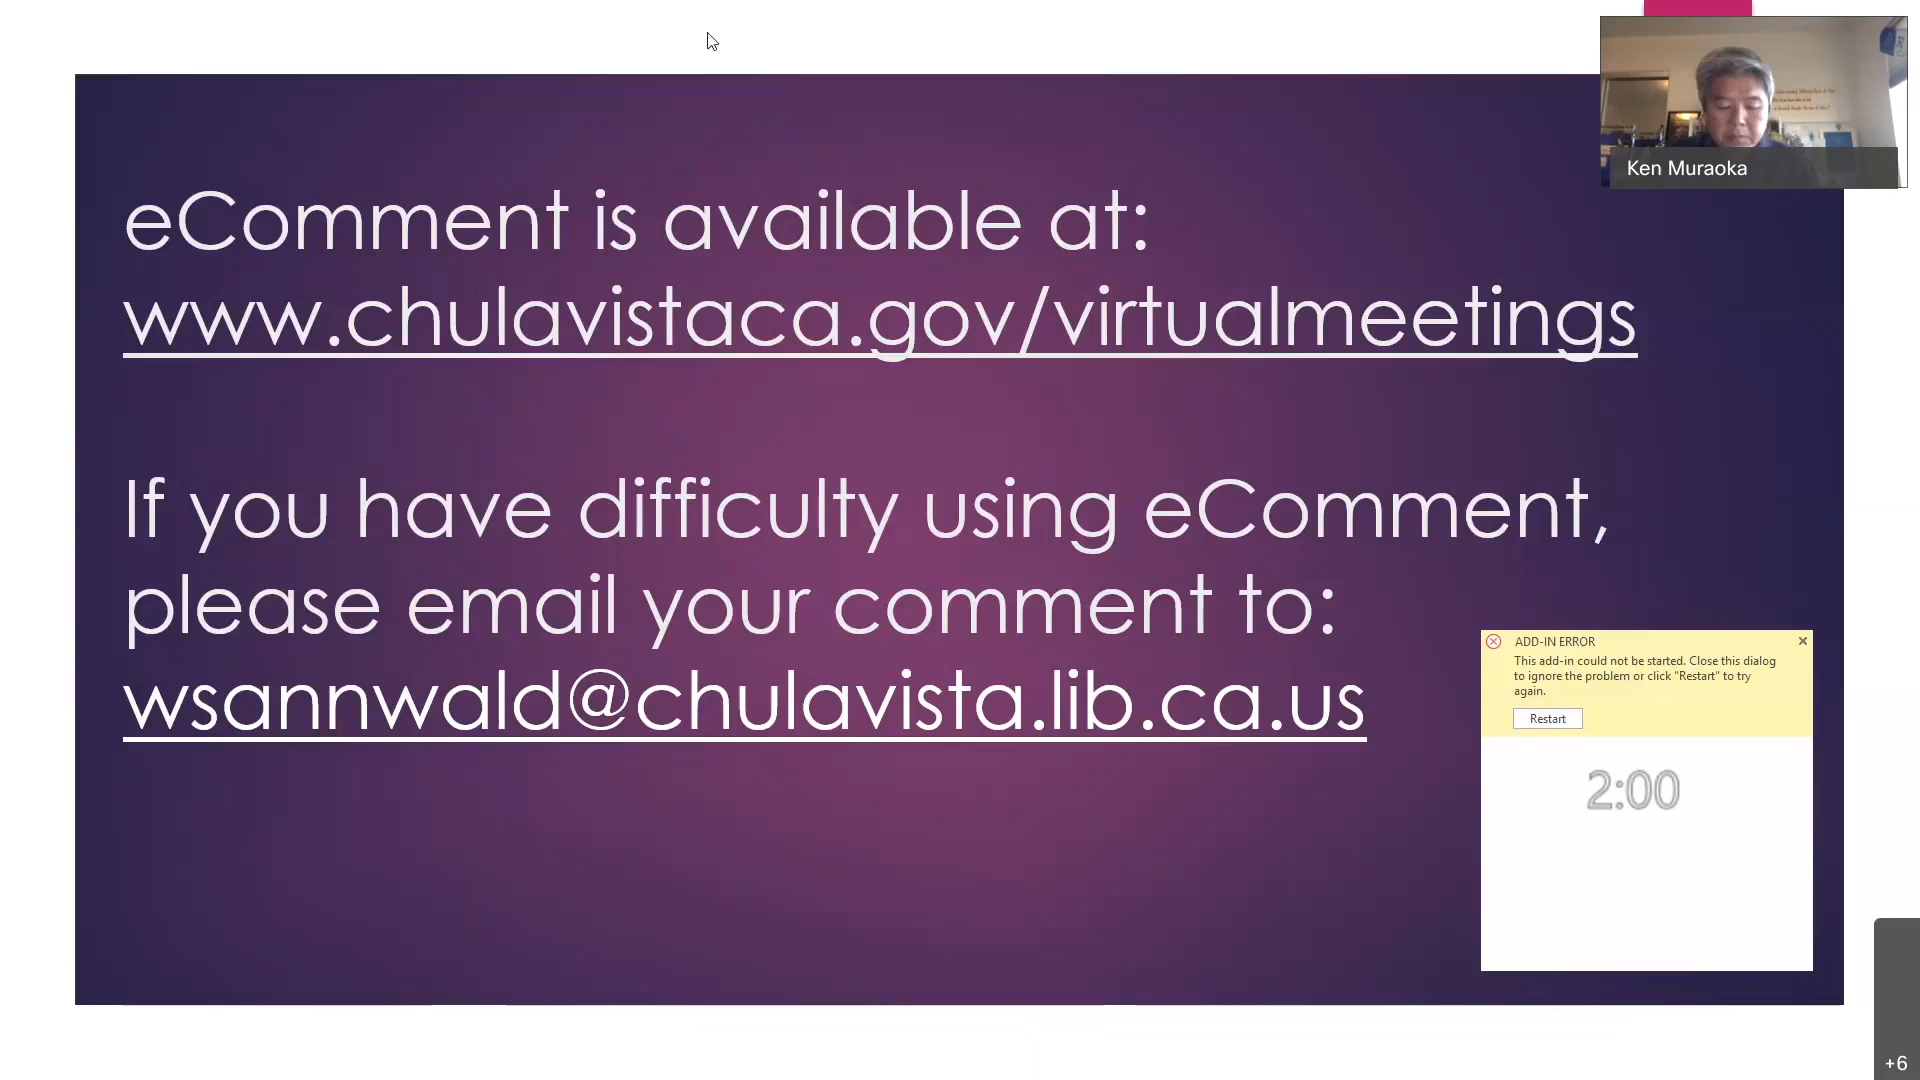 eComment is available at:
www.chulavistaca.gov/virtualmeetings
If you have difficulty using eComment,
please email your comment to:
wsannwald@chulavista.lib.ca.us
Ken Muraoka
ADD-IN ERROR
This add-in could not be started. Close this dialog
to ignore the problem or click "Restart" to try
again.
Restart
2:00
+6